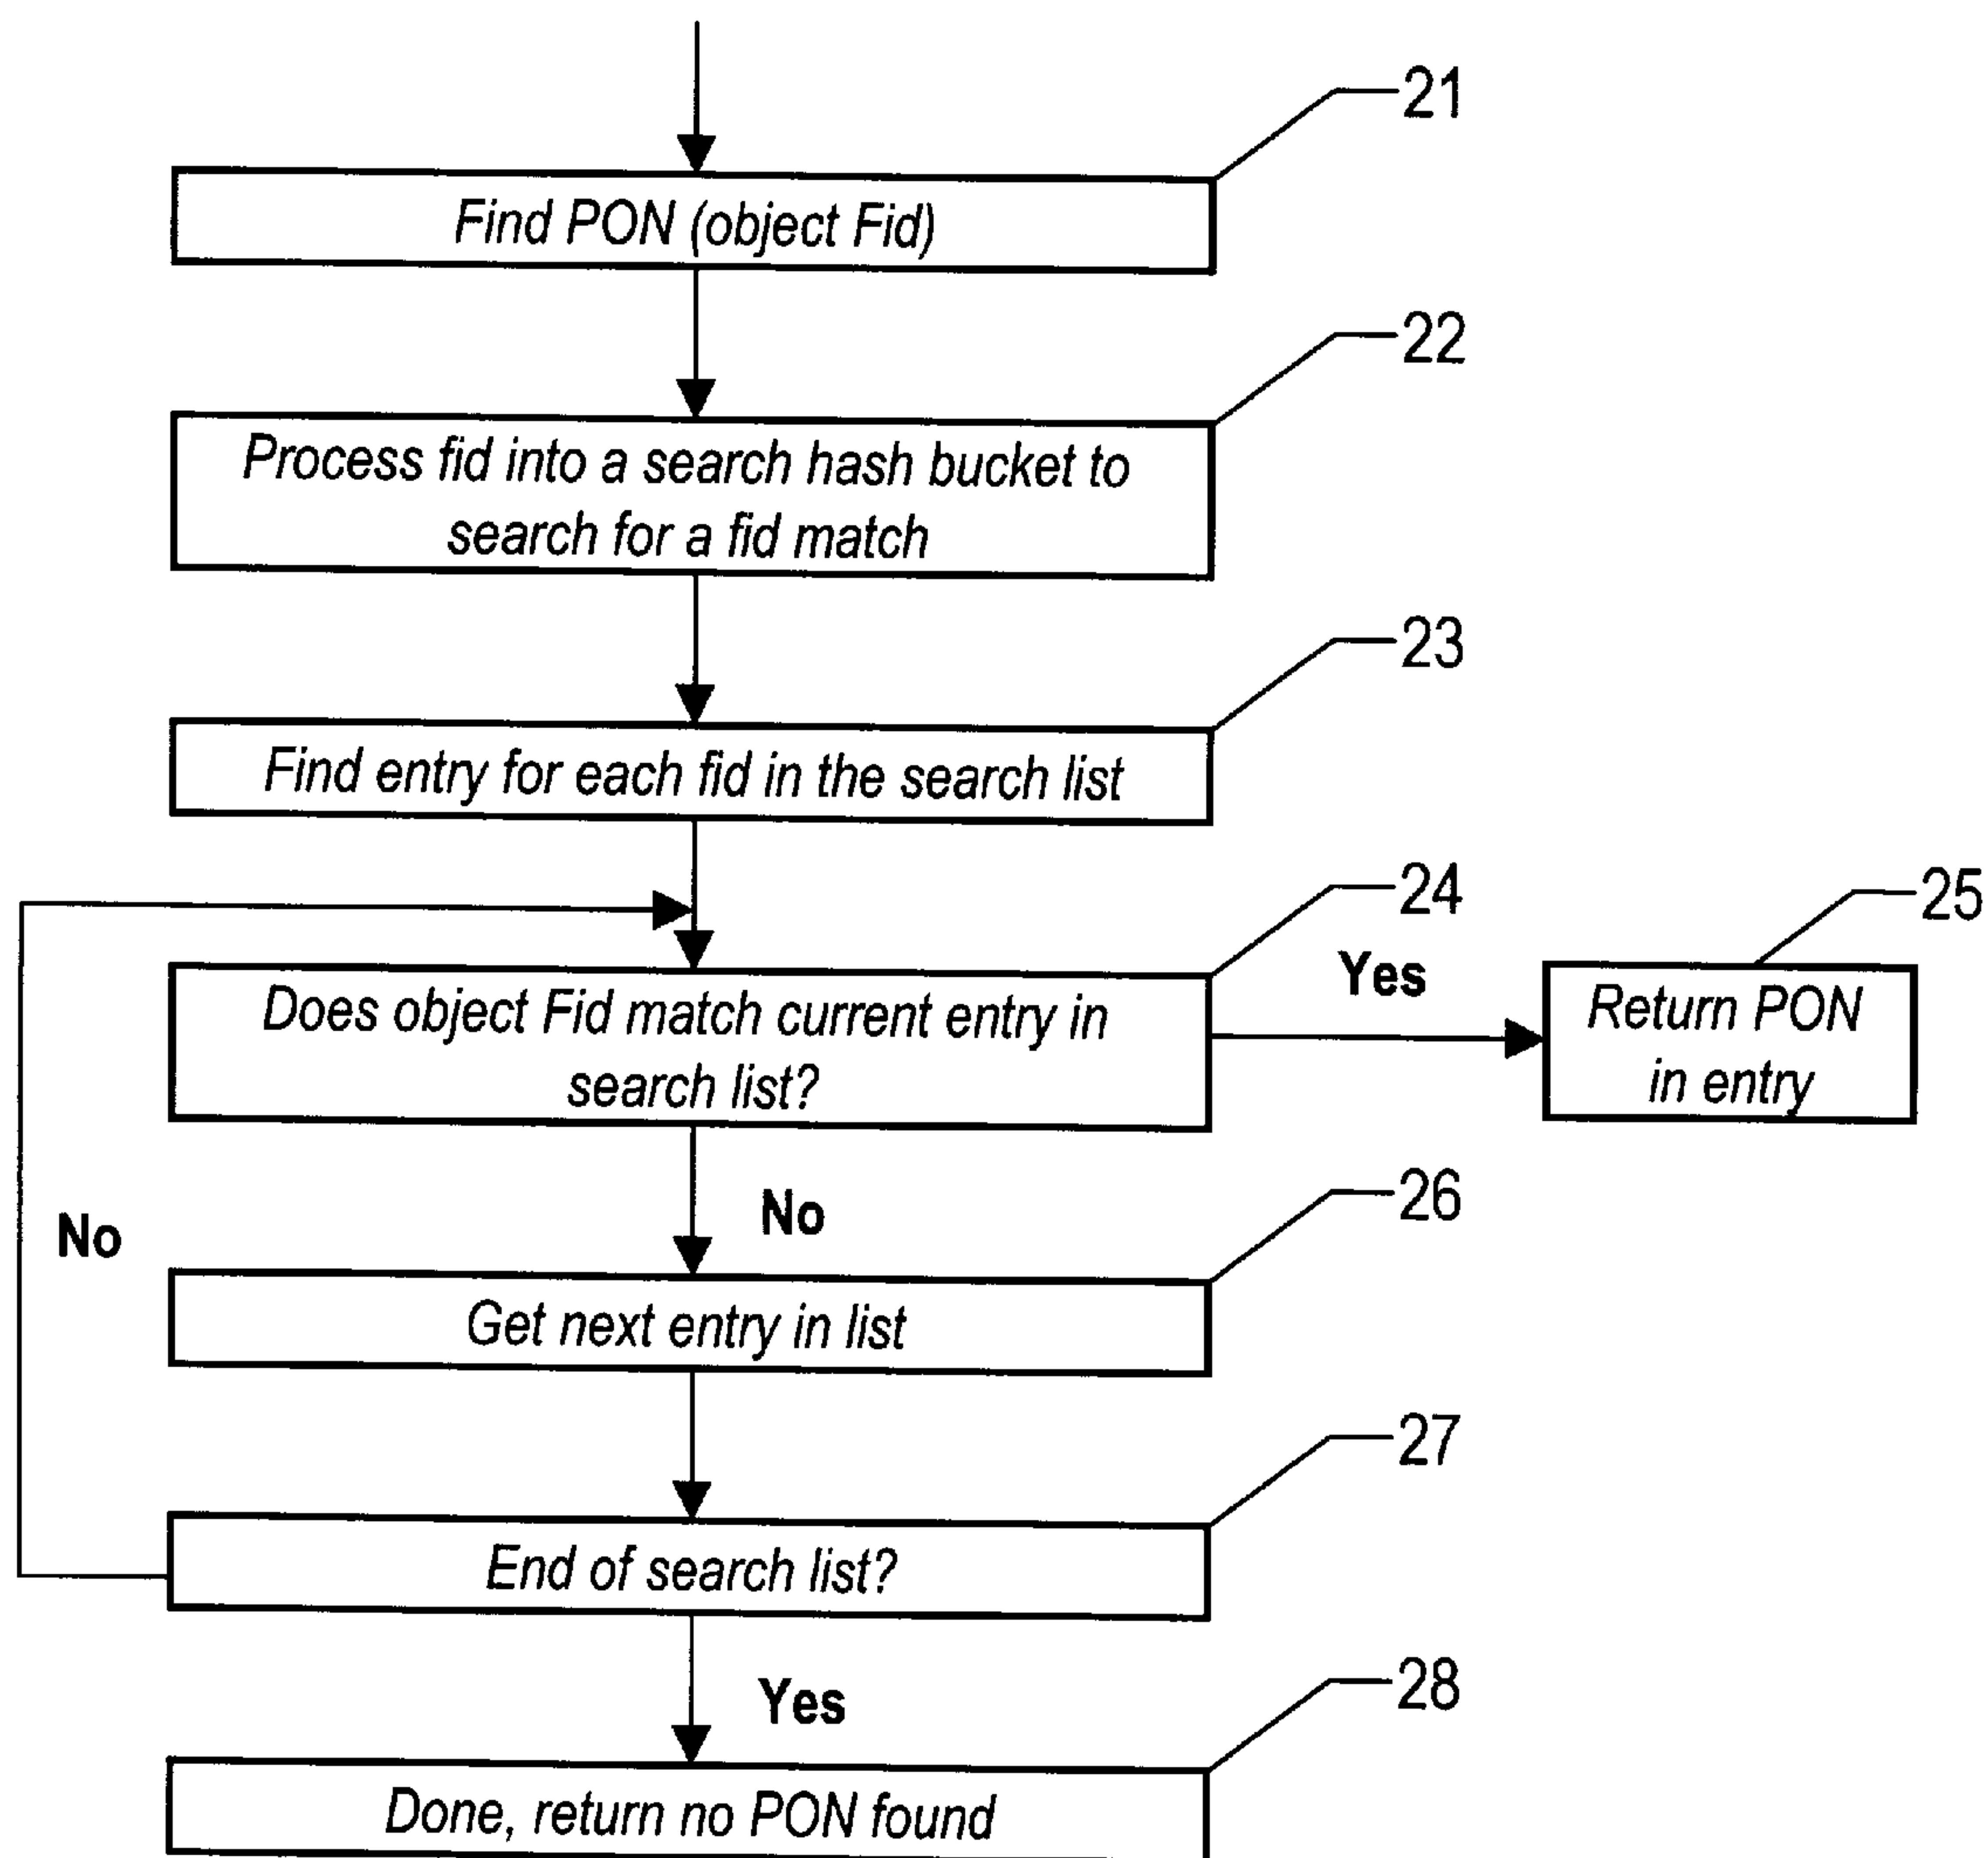 21
Find PON (object Fid)
22
Process fid into a search hash bucket to
search for a fid match
23
Find entry for each fid in the search list
24
25
Yes
Does object Fid match current entry in
search list?
Return PON
in entry
26
No
No
Get next entry in list
27
End of search list?
28
Yes
Done, return no PON found